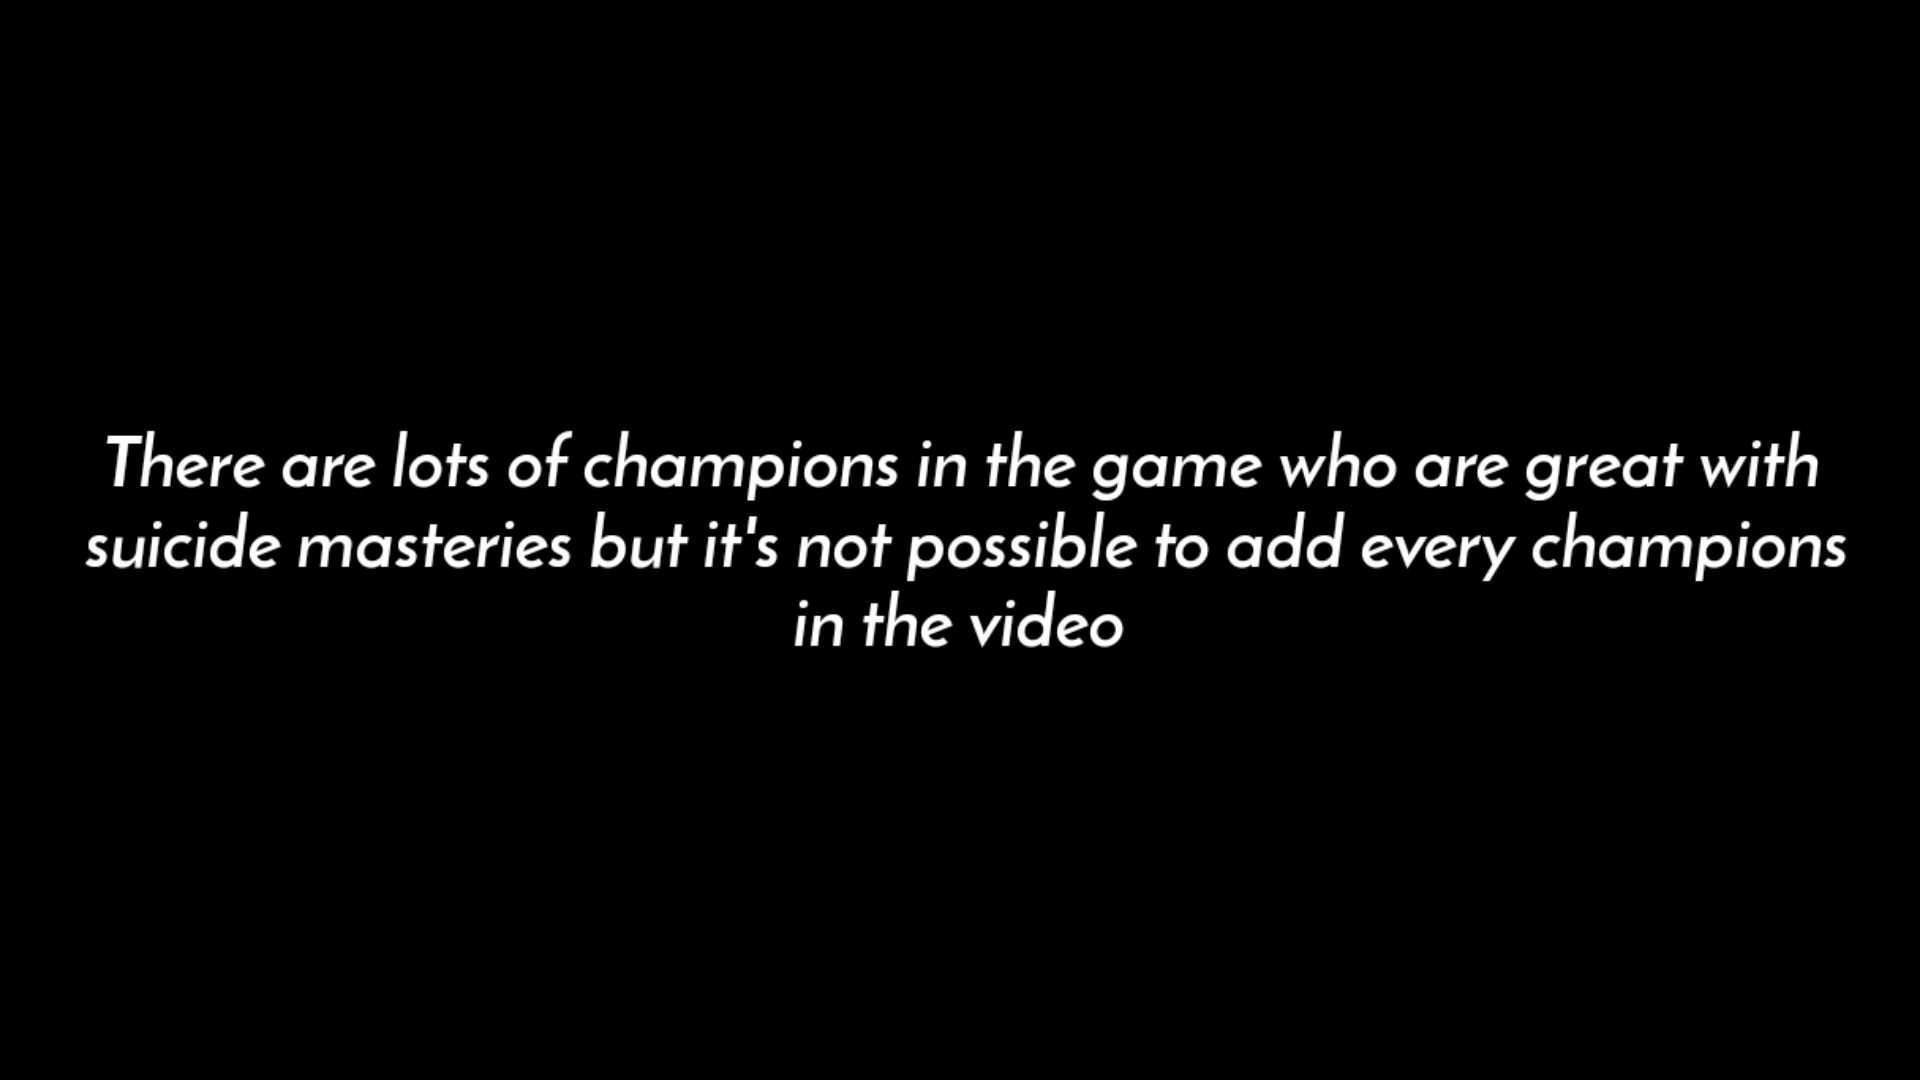 There are lots of champions in the game who are great with
suicide masteries but it's not possible to add every champions
in the video